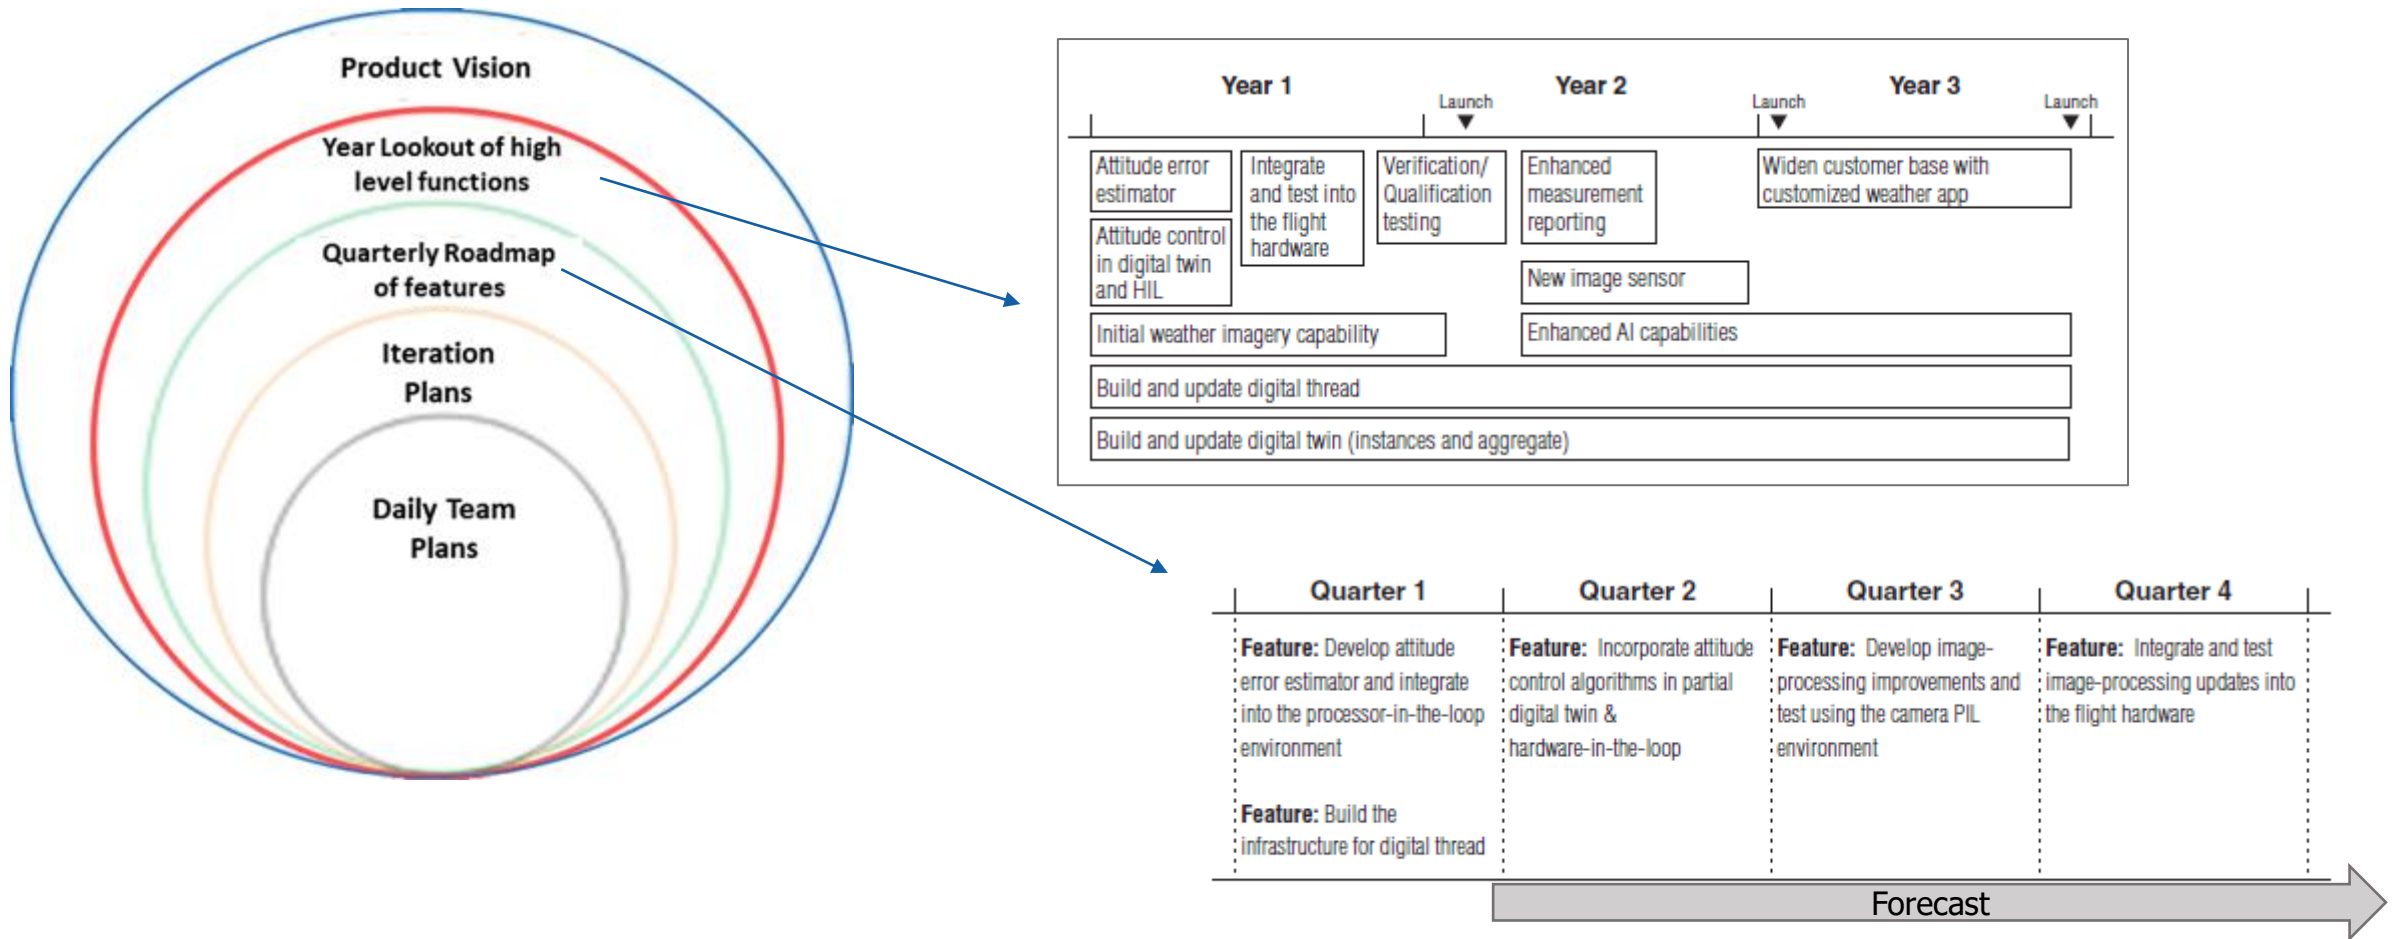 Product Vision
Year Lookout of high
level functions
Quarterly Roadmap
of features
Iteration
Plans
Daily Team
Plans
Year 1
Year 2
Year 3
Launch
Launch
Launch
Attitude error
estimator
Integrate
and test into
the flight
hardware
Verification/
Qualification
testing
Enhanced
measurement
reporting
Widen customer base with
customized weather app
Attitude control
in digital twin
and HIL
New image sensor
Initial weather imagery capability
Enhanced AI capabilities
Build and update digital thread
Build and update digital twin (instances and aggregate)
Quarter 1
Quarter 2
Quarter 3
Quarter 4
Feature: Develop attitude
error estimator and integrate
into the processor-in-the-loop
environment
Feature: Build the
infrastructure for digital thread
Feature: Incorporate attitude
control algorithms in partial
digital twin &
hardware-in-the-loop
Feature: Develop image-
processing improvements and
test using the camera PIL
environment
Feature: Integrate and test
image-processing updates into
the flight hardware
Forecast